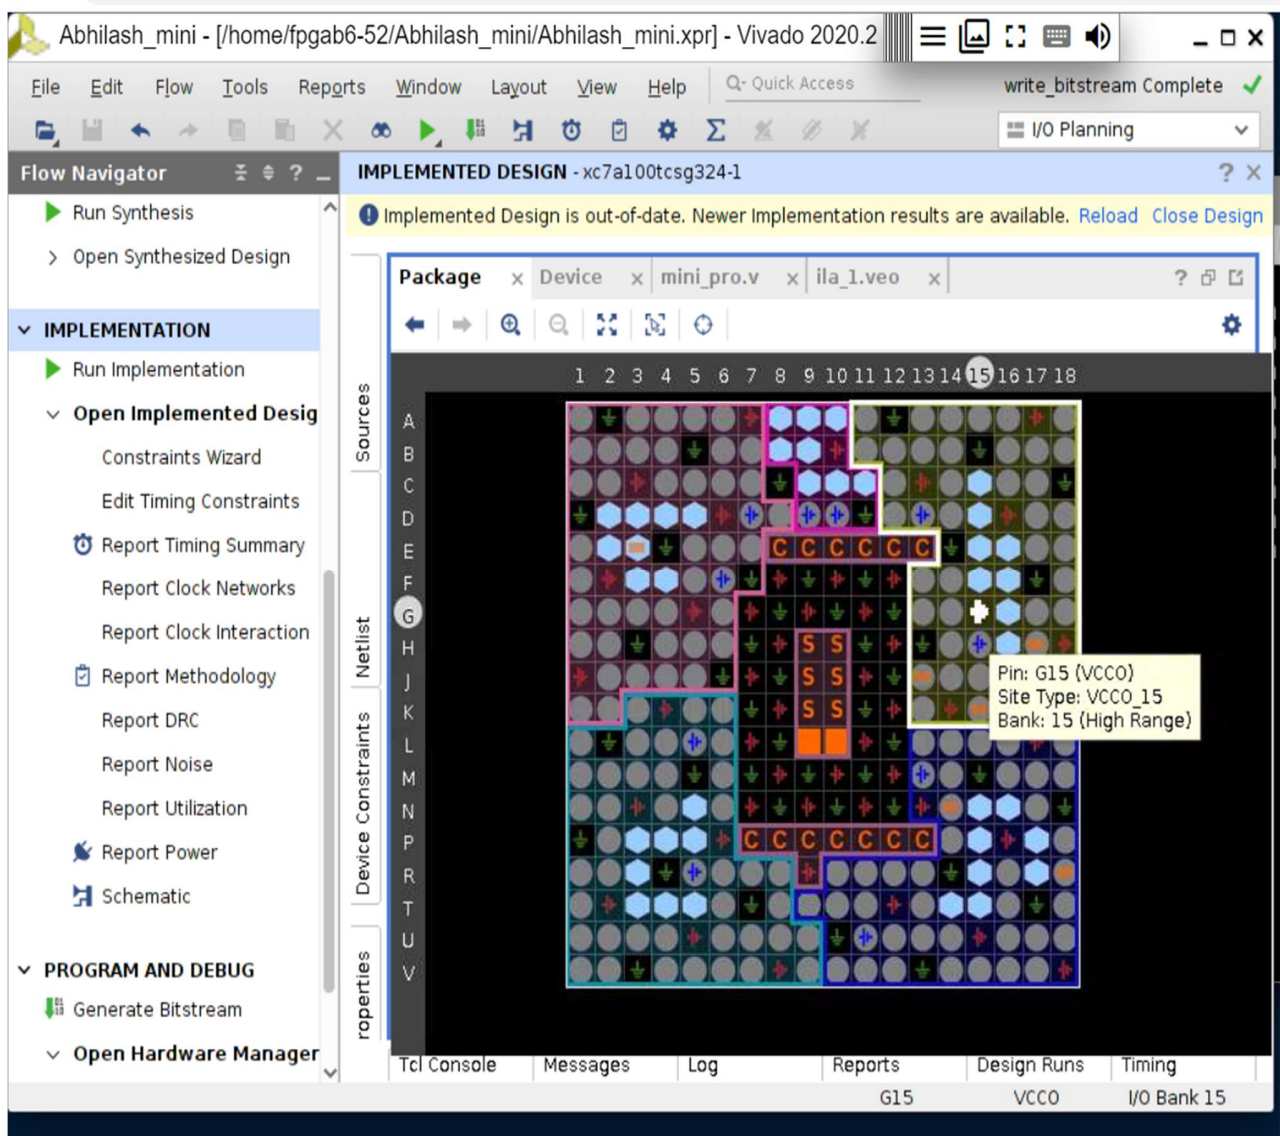 Abhilash_mini - [/home/fpgab6-52/Abhilash_mini/Abhilash_mini.xpr] - Vivado 2020.2
File Edit Flow Tools Reports Window Layout View Help Q- Quick Access write_bitstream Complete
I/O Planning
Flow Navigator
IMPLEMENTED DESIGN - xc7a100tcsg324-1
Implemented Design is out-of-date. Newer Implementation results are available. Reload Close Design
Run Synthesis
Open Synthesized Design
IMPLEMENTATION
Run Implementation
Open Implemented Desig
Constraints Wizard
Edit Timing Constraints
Report Timing Summary
Report Clock Networks
Report Clock Interaction
Report Methodology
Report DRC
Report Noise
Report Utilization
Report Power
Schematic
PROGRAM AND DEBUG
Generate Bitstream
Open Hardware Manager
Sources
Netlist
Device Constraints
roperties
Package Device mini_pro.v ila_1.veo
1 2 3 4 5 6 7 8 9 10 11 12 13 14 15 16 17 18
A
B
C
D
E C C C C C C
F
G
H S S
J S S
K S S
L
M
N
P C C C C C C C
R
T
U
V
Pin: G15 (VCCO)
Site Type: VCCO_15
Bank: 15 (High Range)
Tcl Console Messages Log Reports Design Runs Timing
G15 VCCO I/O Bank 15